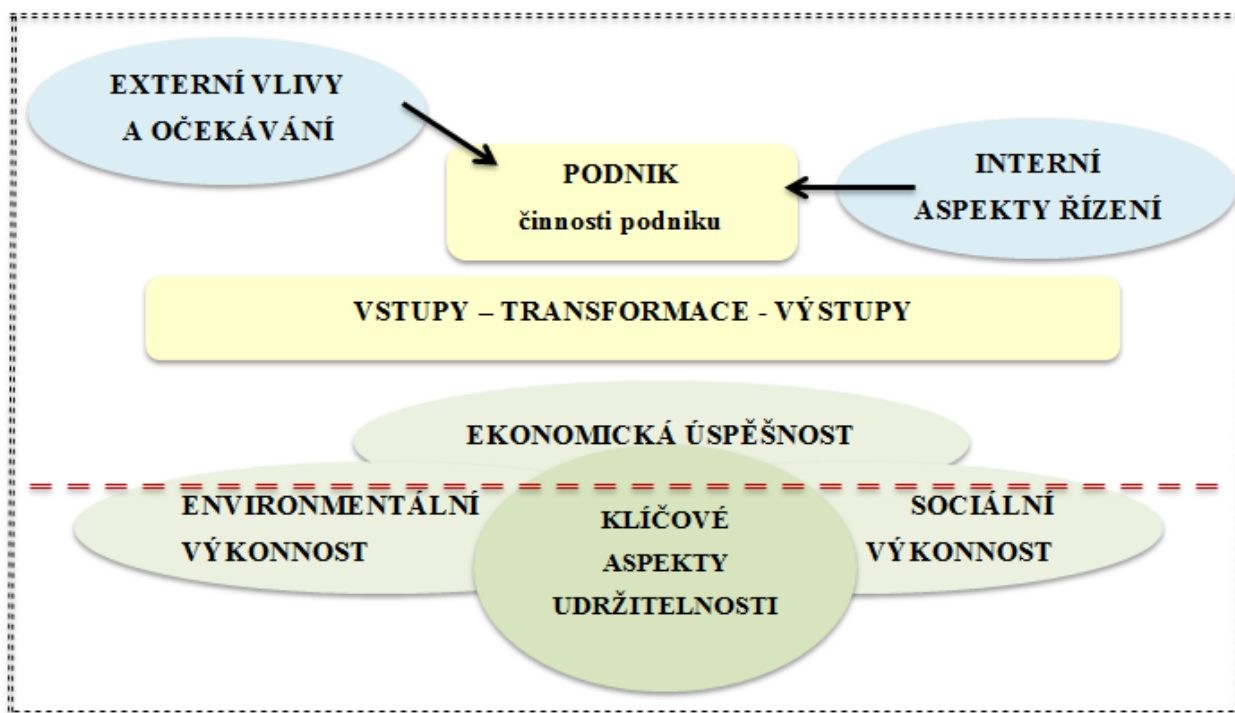 EXTERNÍ VLIVY
A OČEKÁVÁNÍ
PODNIK
činnosti podniku
INTERNÍ
ASPEKTY ŘÍZENÍ
VSTUPY – TRANSFORMACE - VÝSTUPY
EKONOMICKÁ ÚSPĚŠNOST
ENVIRONMENTÁLNÍ
VÝKONNOST
KLÍČOVÉ
ASPEKTY
UDRŽITELNOSTI
SOCIÁLNÍ
VÝKONNOST